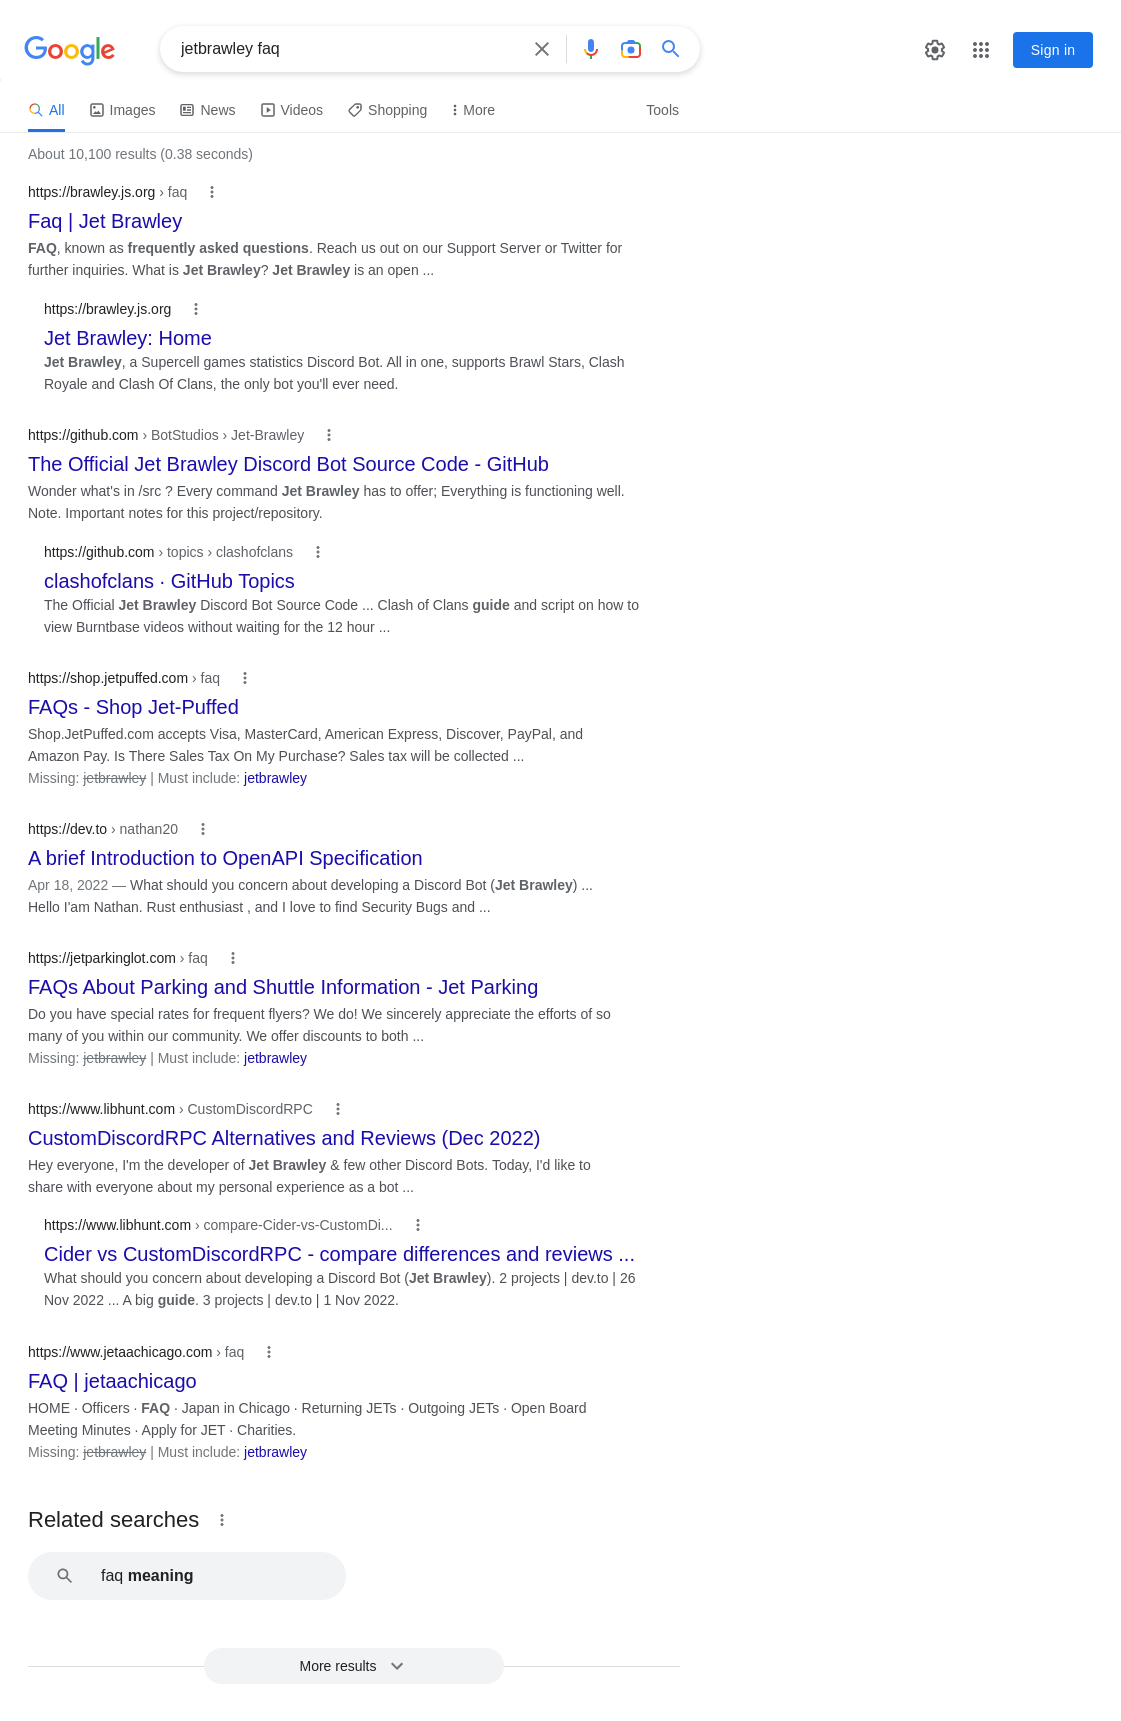 Google
jetbrawley faq
Sign in
All
Images
News
Videos
Shopping
More
Tools
About 10,100 results (0.38 seconds)
https://brawley.js.org › faq
Faq | Jet Brawley
FAQ, known as frequently asked questions. Reach us out on our Support Server or Twitter for
further inquiries. What is Jet Brawley? Jet Brawley is an open ...
https://brawley.js.org
Jet Brawley: Home
Jet Brawley, a Supercell games statistics Discord Bot. All in one, supports Brawl Stars, Clash
Royale and Clash Of Clans, the only bot you'll ever need.
https://github.com › BotStudios › Jet-Brawley
The Official Jet Brawley Discord Bot Source Code - GitHub
Wonder what's in /src ? Every command Jet Brawley has to offer; Everything is functioning well.
Note. Important notes for this project/repository.
https://github.com › topics › clashofclans
clashofclans · GitHub Topics
The Official Jet Brawley Discord Bot Source Code ... Clash of Clans guide and script on how to
view Burntbase videos without waiting for the 12 hour ...
https://shop.jetpuffed.com › faq
FAQs - Shop Jet-Puffed
Shop.JetPuffed.com accepts Visa, MasterCard, American Express, Discover, PayPal, and
Amazon Pay. Is There Sales Tax On My Purchase? Sales tax will be collected ...
Missing: jetbrawley | Must include: jetbrawley
https://dev.to › nathan20
A brief Introduction to OpenAPI Specification
Apr 18, 2022 — What should you concern about developing a Discord Bot (Jet Brawley) ...
Hello I'am Nathan. Rust enthusiast , and I love to find Security Bugs and ...
https://jetparkinglot.com › faq
FAQs About Parking and Shuttle Information - Jet Parking
Do you have special rates for frequent flyers? We do! We sincerely appreciate the efforts of so
many of you within our community. We offer discounts to both ...
Missing: jetbrawley | Must include: jetbrawley
https://www.libhunt.com › CustomDiscordRPC
CustomDiscordRPC Alternatives and Reviews (Dec 2022)
Hey everyone, I'm the developer of Jet Brawley & few other Discord Bots. Today, I'd like to
share with everyone about my personal experience as a bot ...
https://www.libhunt.com › compare-Cider-vs-CustomDi...
Cider vs CustomDiscordRPC - compare differences and reviews ...
What should you concern about developing a Discord Bot (Jet Brawley). 2 projects | dev.to | 26
Nov 2022 ... A big guide. 3 projects | dev.to | 1 Nov 2022.
https://www.jetaachicago.com › faq
FAQ | jetaachicago
HOME · Officers · FAQ · Japan in Chicago · Returning JETs · Outgoing JETs · Open Board
Meeting Minutes · Apply for JET · Charities.
Missing: jetbrawley | Must include: jetbrawley
Related searches
faq meaning
More results